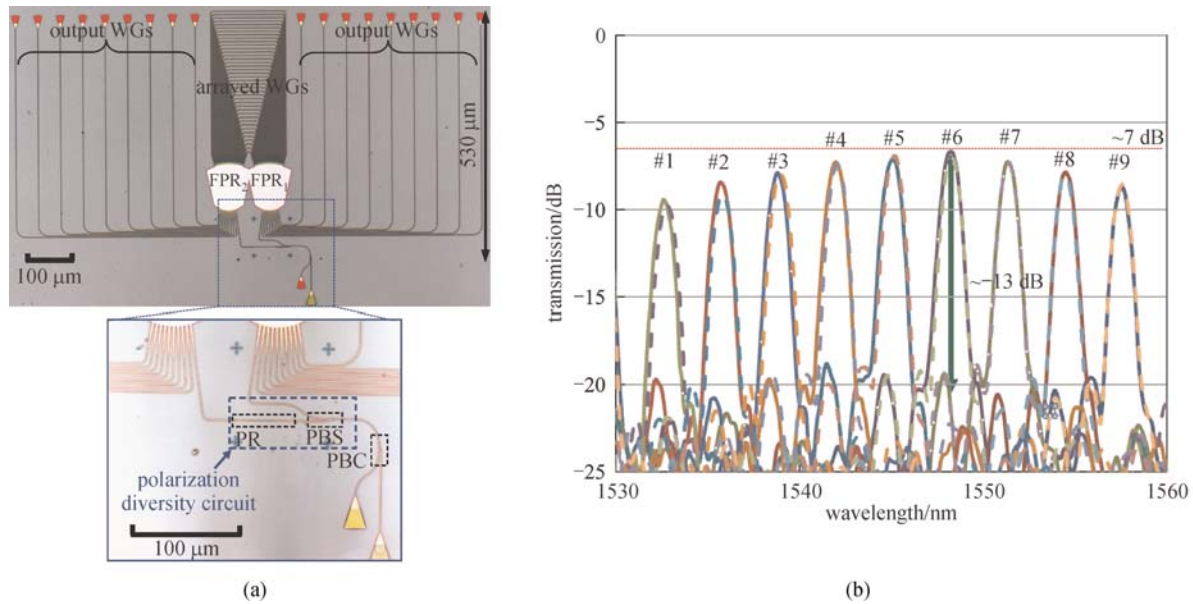 output WGs
output WGs
arrayed WGs
530 μm
FPR2
FPR1
100 μm
PR
PBS
PBC
polarization
diversity circuit
100 μm
(a)
0
−5
−10
−15
−20
−25
transmission/dB
~7 dB
#1
#2
#3
#4
#5
#6
#7
#8
#9
~−13 dB
1530
1540
1550
1560
wavelength/nm
(b)